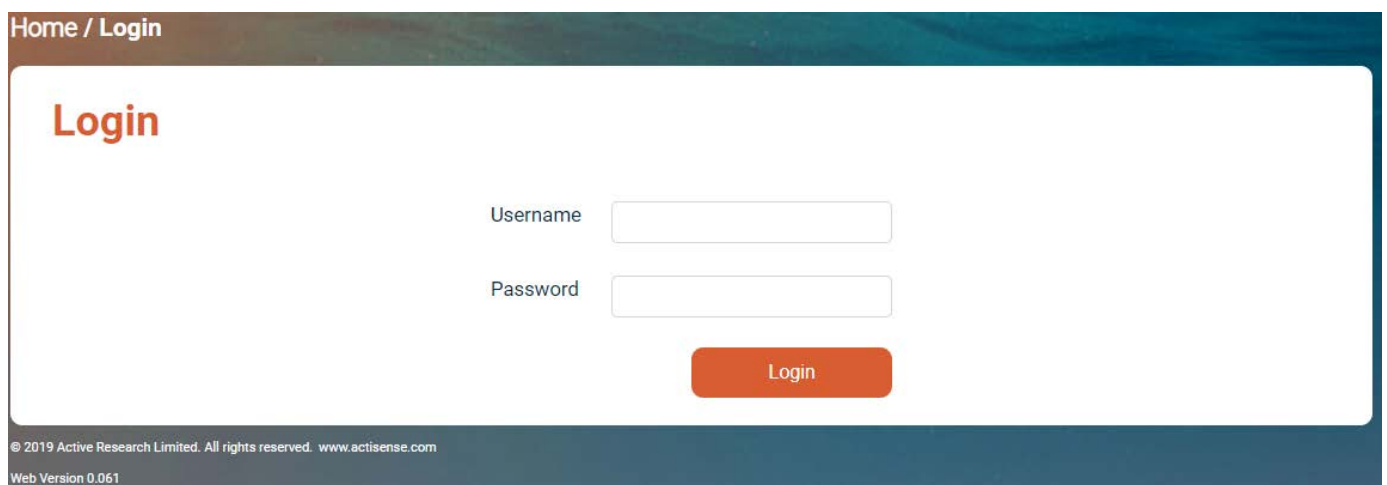 Home / Login
Login
Username
Password
Login
© 2019 Active Research Limited. All rights reserved. www.actisense.com
Web Version 0.061